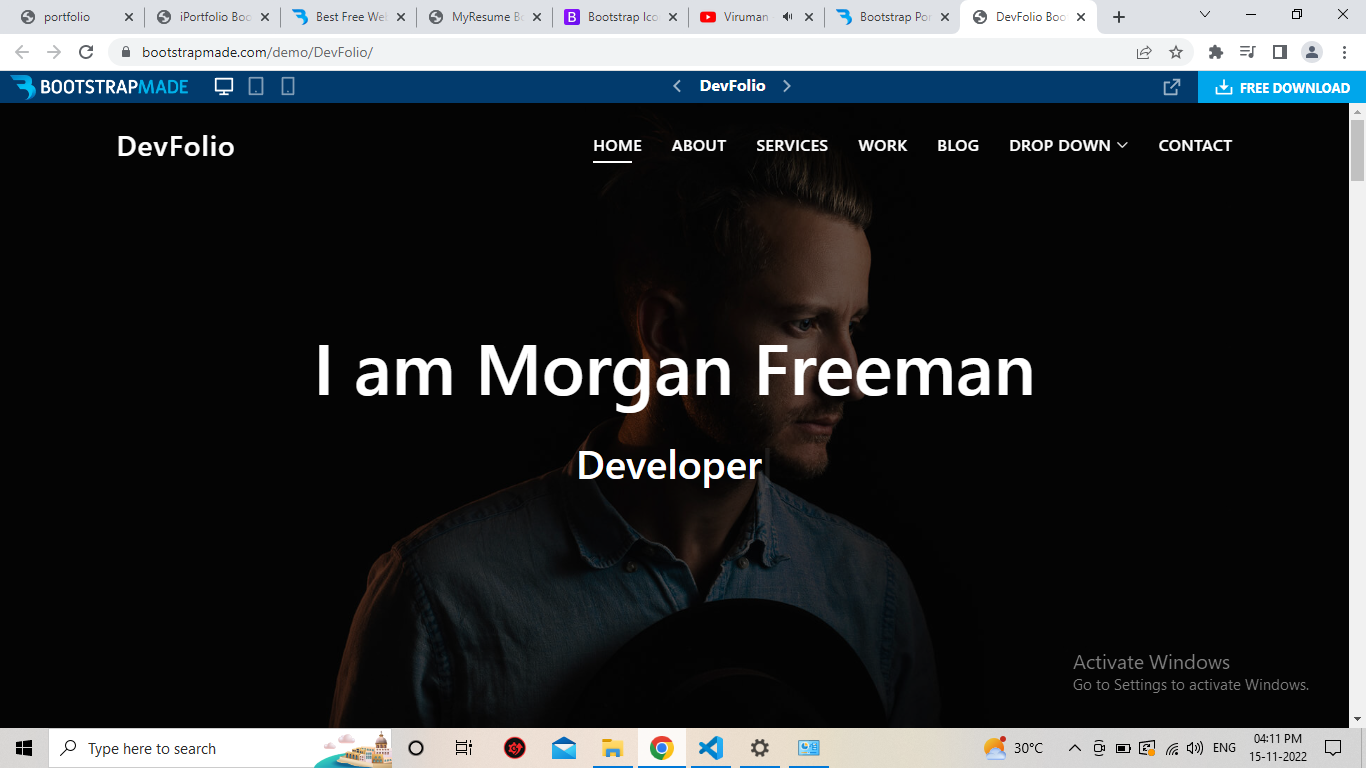 portfolio
iPortfolio Boo
Best Free We
MyResume B
Bootstrap Ico
Viruman
Bootstrap Por
DevFolio Boo
bootstrapmade.com/demo/DevFolio/
BOOTSTRAPMADE
DevFolio
FREE DOWNLOAD
DevFolio
HOME ABOUT SERVICES WORK BLOG DROP DOWN CONTACT
I am Morgan Freeman
Developer
Activate Windows
Go to Settings to activate Windows.
Type here to search
30°C
ENG
04:11 PM
15-11-2022